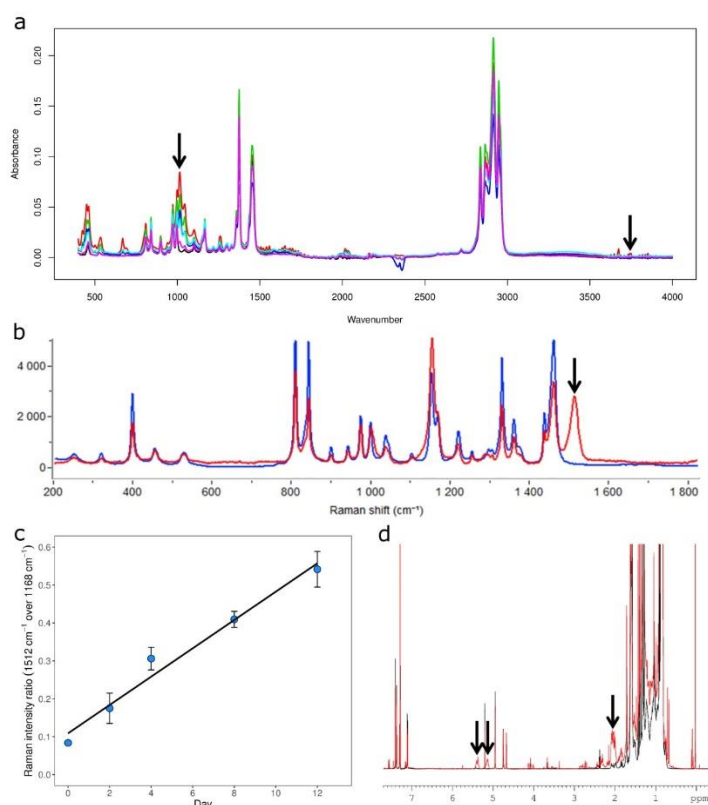 a
0.20
0.15
0.10
0.05
0.00
Absorbance
500 1000 1500 2000 2500 3000 3500 4000
Wavenumber
b
4 000
2 000
0
200 400 600 800 1 000 1 200 1 400 1 600 1 800
Raman shift (cm⁻¹)
c
Raman intensity ratio (1512 cm⁻¹ over 1168 cm⁻¹)
0.6
0.5
0.4
0.3
0.2
0.1
0.0
0 2 4 6 8 10 12
Day
d
7 6 5 4 3 2 1 ppm